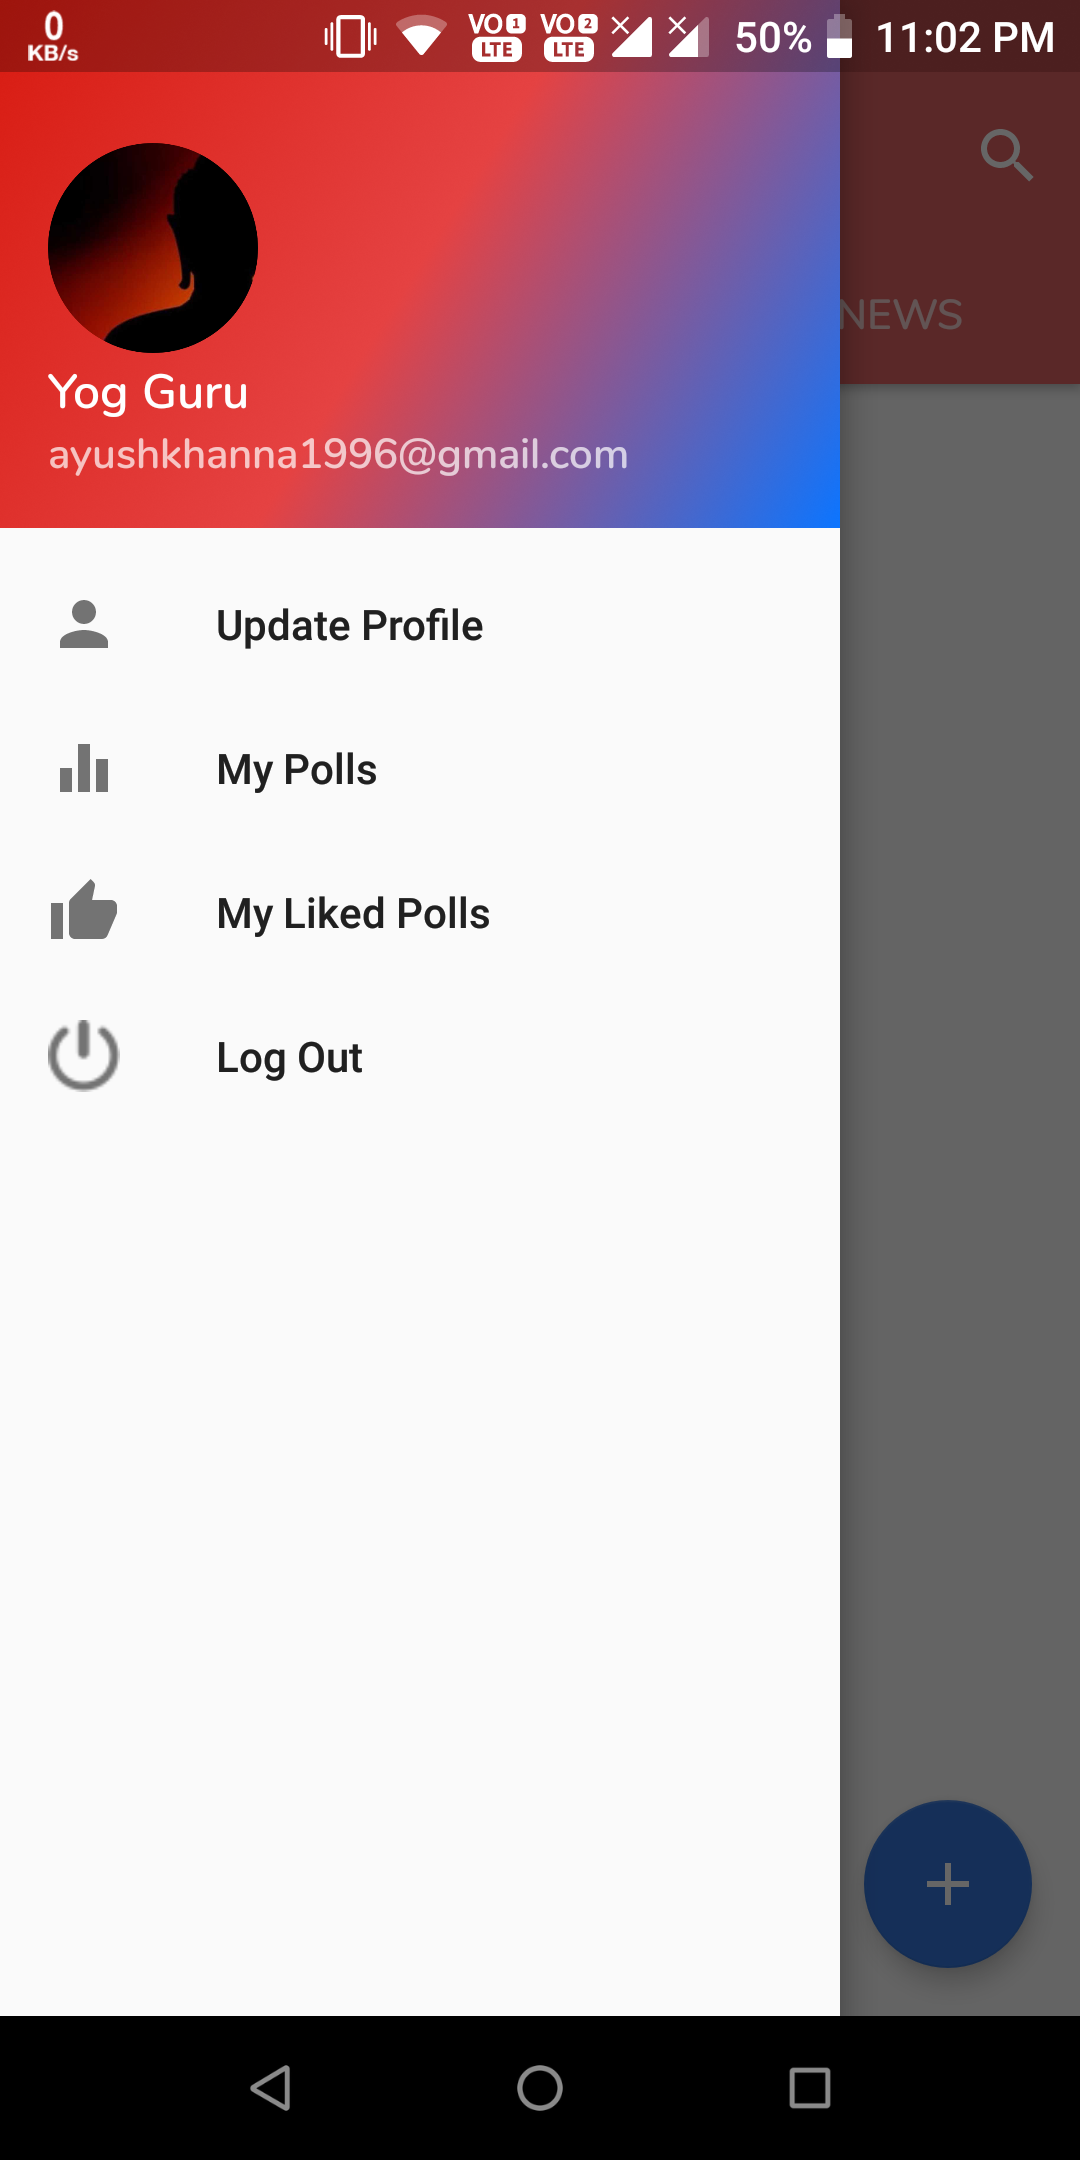 0
KB/s
VO 1
LTE
VO 2
LTE
50%
11:02 PM
NEWS
Yog Guru
ayushkhanna1996@gmail.com
Update Profile
My Polls
My Liked Polls
Log Out